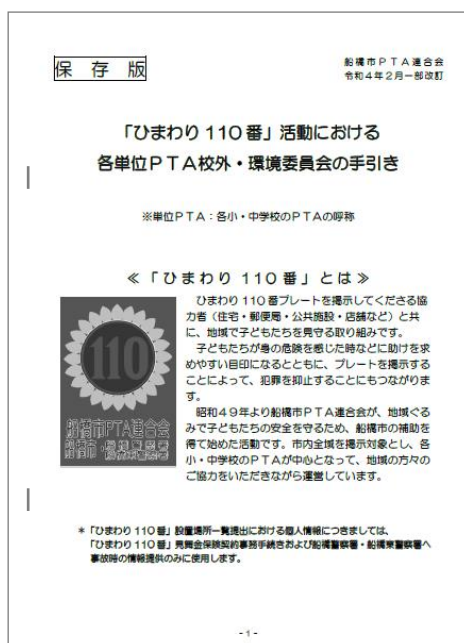 保 存 版
船橋市ＰＴＡ連合会
令和４年２月一部改訂
「ひまわり 110 番」活動における
各単位ＰＴＡ校外・環境委員会の手引き
※単位ＰＴＡ：各小・中学校のＰＴＡの呼称
≪「ひまわり 110 番」とは≫
110
船橋市PTA連合会
船橋市・船橋警察署
船橋東警察署
ひまわり 110 番プレートを掲示してくださる協
力者（住宅・郵便局・公共施設・店舗など）と共
に、地域で子どもたちを見守る取り組みです。
子どもたちが身の危険を感じた時などに助けを求
めやすい目印になるとともに、プレートを掲示する
ことによって、犯罪を抑止することにもつながりま
す。
昭和４９年より船橋市ＰＴＡ連合会が、地域ぐる
みで子どもたちの安全を守るため、船橋市の補助を
得て始めた活動です。市内全域を掲示対象とし、各
小・中学校のＰＴＡが中心となって、地域の方々の
ご協力をいただきながら運営しています。
＊「ひまわり 110 番」設置場所一覧提出における個人情報につきましては、
「ひまわり 110 番」見舞金保険契約事務手続きおよび船橋警察署・船橋東警察署へ
事故時の情報提供のみに使用します。
- 1 -